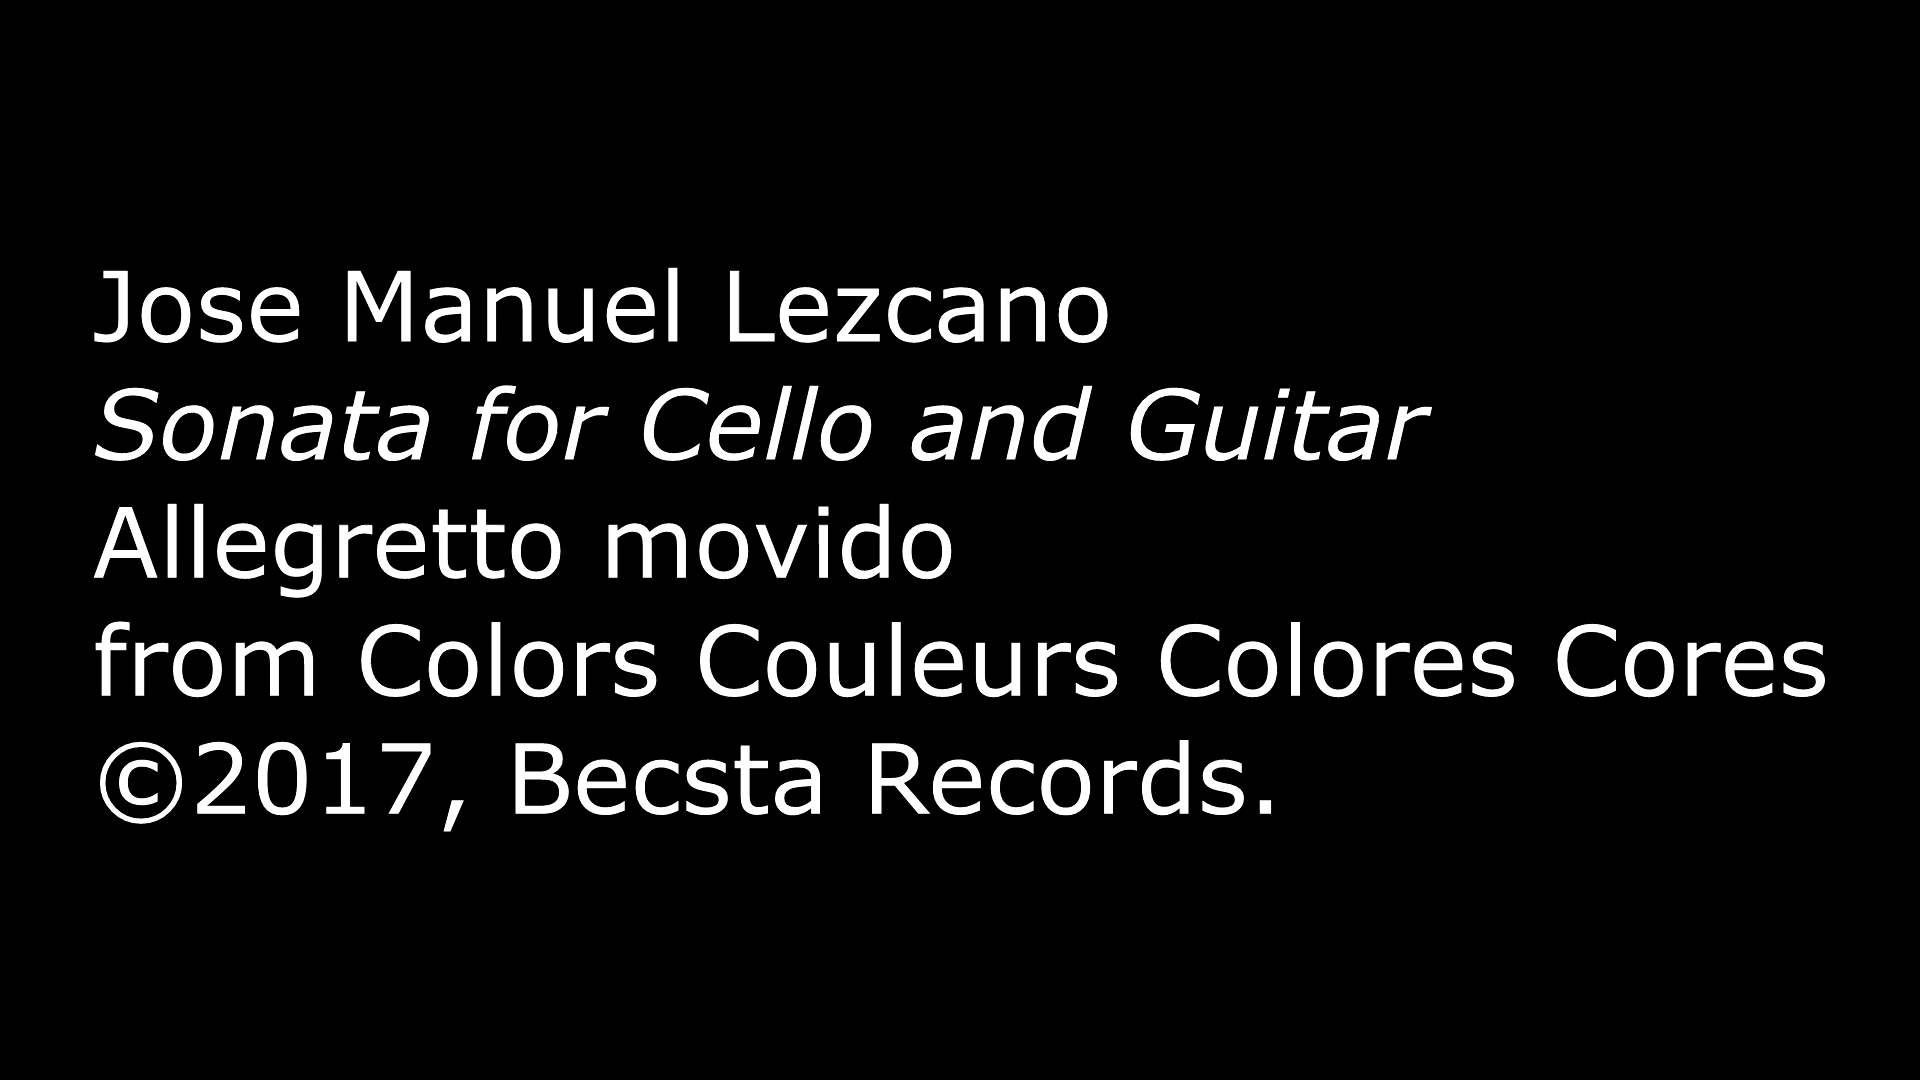 Jose Manuel Lezcano
Sonata for Cello and Guitar
Allegretto movido
from Colors Couleurs Colores Cores
©2017, Becsta Records.